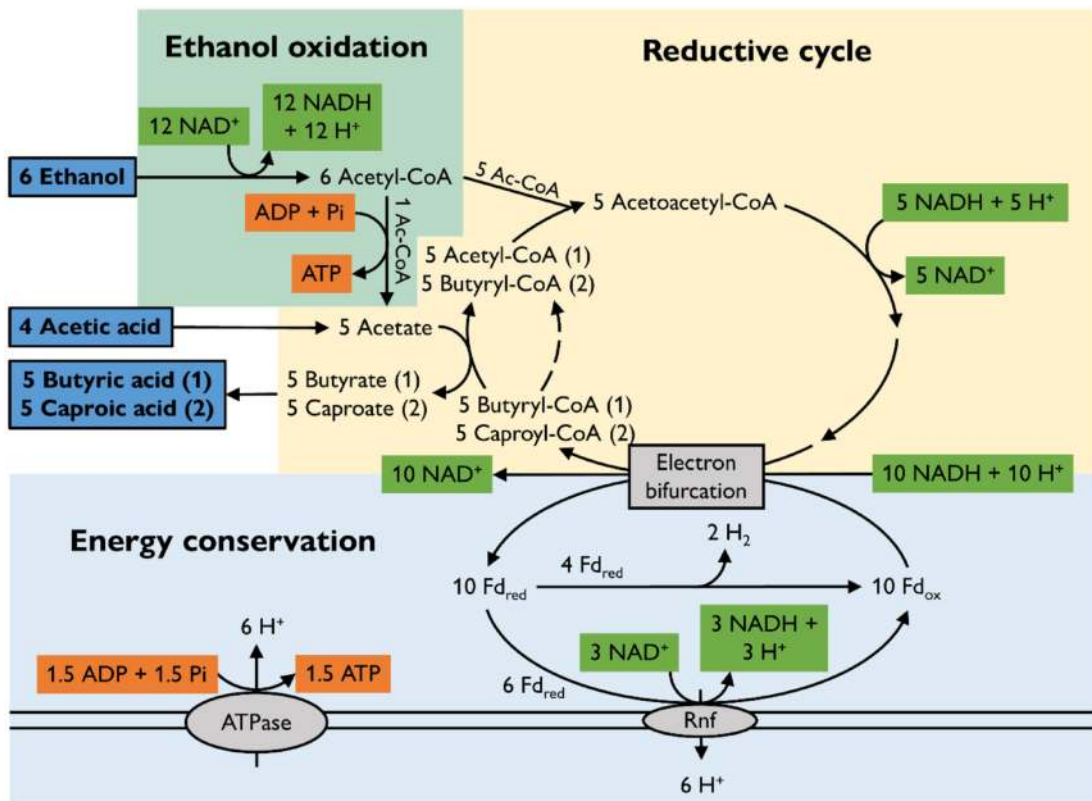 Ethanol oxidation
Reductive cycle
12 NAD⁺
12 NADH
+ 12 H⁺
6 Ethanol
6 Acetyl-CoA
5 Ac-CoA
5 Acetoacetyl-CoA
ADP + Pi
1 Ac-CoA
ATP
5 NADH + 5 H⁺
5 NAD⁺
5 Acetyl-CoA (1)
5 Butyryl-CoA (2)
4 Acetic acid
5 Acetate
5 Butyric acid (1)
5 Caproic acid (2)
5 Butyrate (1)
5 Caproate (2)
5 Butyryl-CoA (1)
5 Caproyl-CoA (2)
10 NAD⁺
Electron
bifurcation
10 NADH + 10 H⁺
Energy conservation
2 H₂
10 Fd_red
4 Fd_red
10 Fd_ox
6 H⁺
3 NAD⁺
3 NADH +
3 H⁺
1.5 ADP + 1.5 Pi
1.5 ATP
6 Fd_red
ATPase
Rnf
6 H⁺